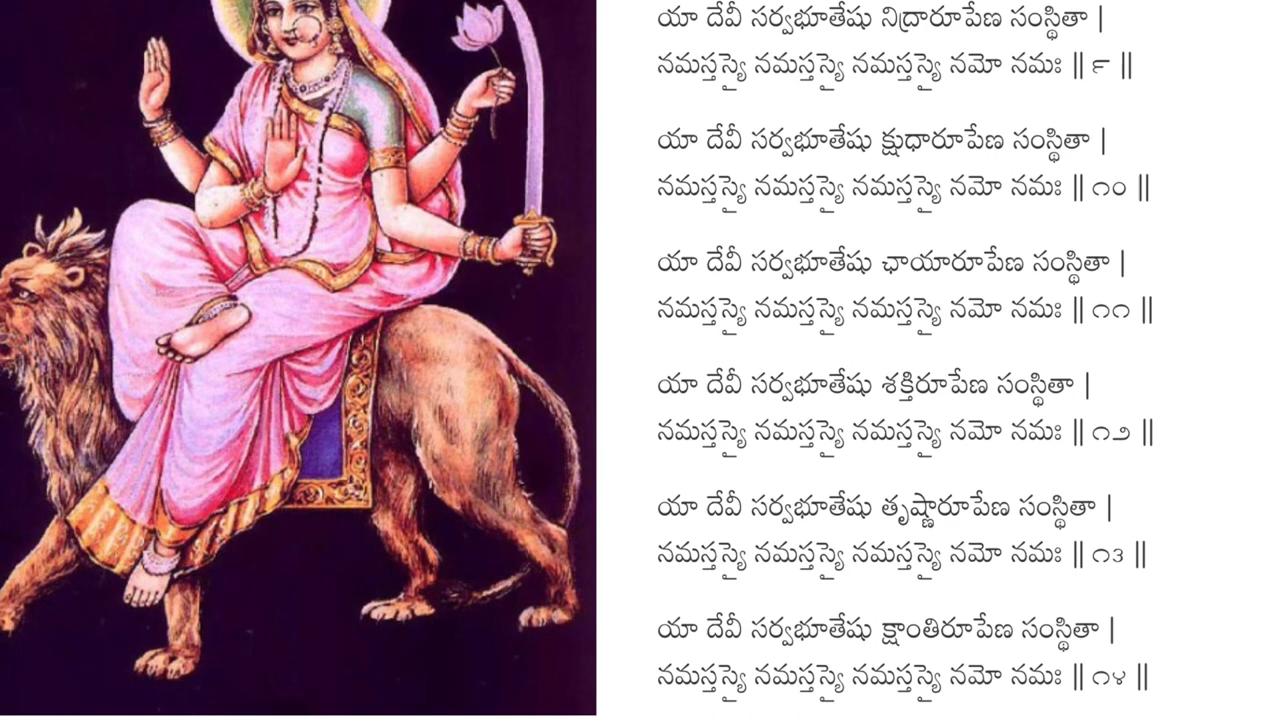 యా దేవీ సర్వభూతేషు నిద్రారూపేణ సంస్థితా |
నమస్తస్యై నమస్తస్యై నమస్తస్యై నమో నమః || ౯ ||
యా దేవీ సర్వభూతేషు క్షుధారూపేణ సంస్థితా |
నమస్తస్యై నమస్తస్యై నమస్తస్యై నమో నమః || ౧౦ ||
యా దేవీ సర్వభూతేషు ఛాయారూపేణ సంస్థితా |
నమస్తస్యై నమస్తస్యై నమస్తస్యై నమో నమః || ౧౧ ||
యా దేవీ సర్వభూతేషు శక్తిరూపేణ సంస్థితా |
నమస్తస్యై నమస్తస్యై నమస్తస్యై నమో నమః || ౧౨ ||
యా దేవీ సర్వభూతేషు తృష్ణారూపేణ సంస్థితా |
నమస్తస్యై నమస్తస్యై నమస్తస్యై నమో నమః || ౧౩ ||
యా దేవీ సర్వభూతేషు క్షాంతిరూపేణ సంస్థితా |
నమస్తస్యై నమస్తస్యై నమస్తస్యై నమో నమః || ౧౪ ||